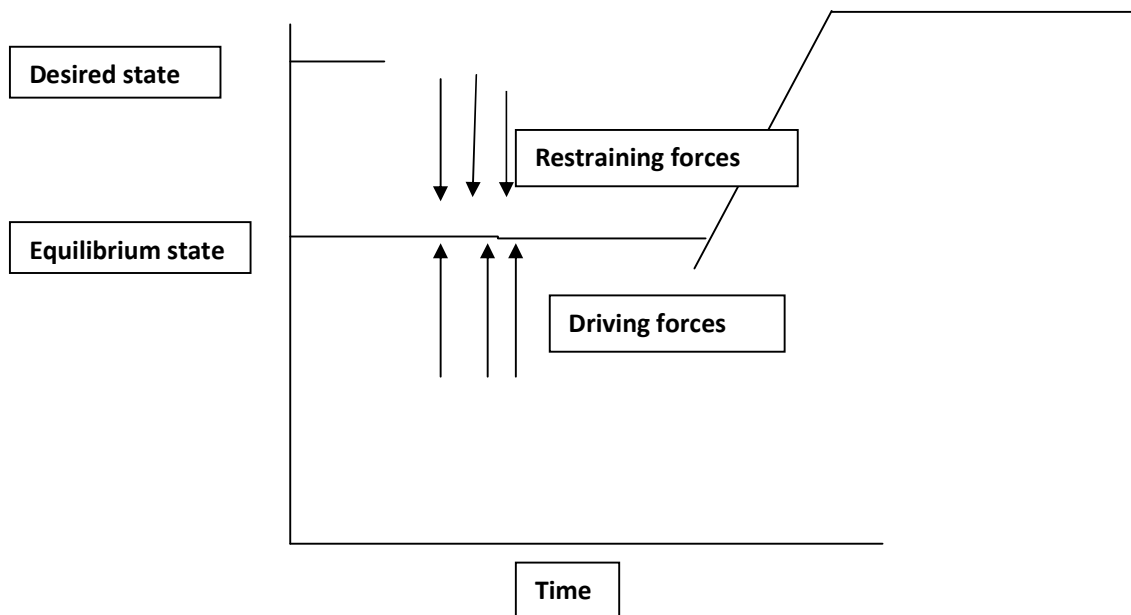 Desired state
Restraining forces
Equilibrium state
Driving forces
Time